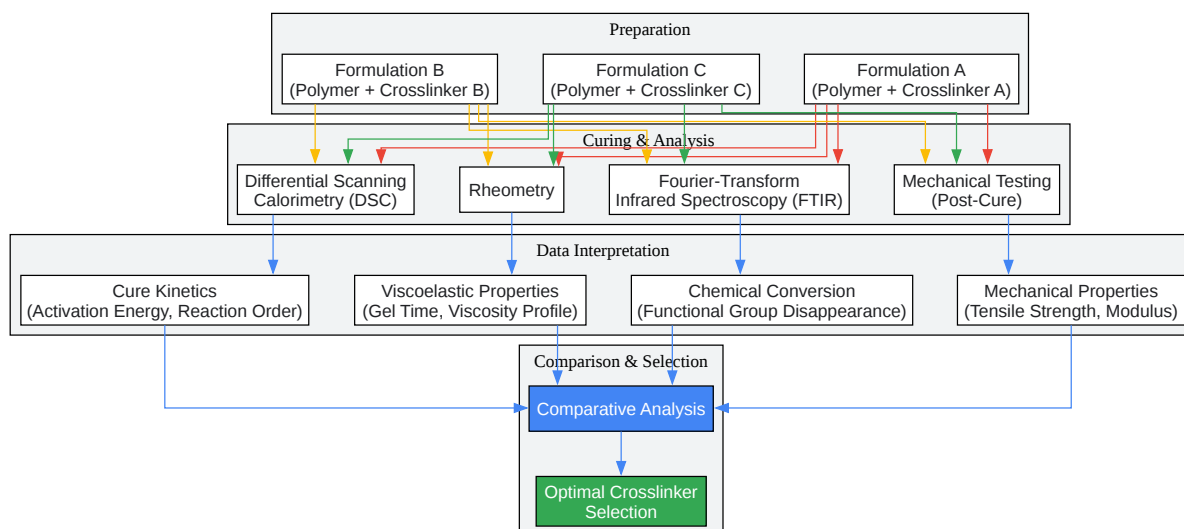 Preparation
Formulation B
(Polymer + Crosslinker B)
Formulation C
(Polymer + Crosslinker C)
Formulation A
(Polymer + Crosslinker A)
Curing & Analysis
Differential Scanning
Calorimetry (DSC)
Rheometry
Fourier-Transform
Infrared Spectroscopy (FTIR)
Mechanical Testing
(Post-Cure)
Data Interpretation
Cure Kinetics
(Activation Energy, Reaction Order)
Viscoelastic Properties
(Gel Time, Viscosity Profile)
Chemical Conversion
(Functional Group Disappearance)
Mechanical Properties
(Tensile Strength, Modulus)
Comparison & Selection
Comparative Analysis
Optimal Crosslinker
Selection